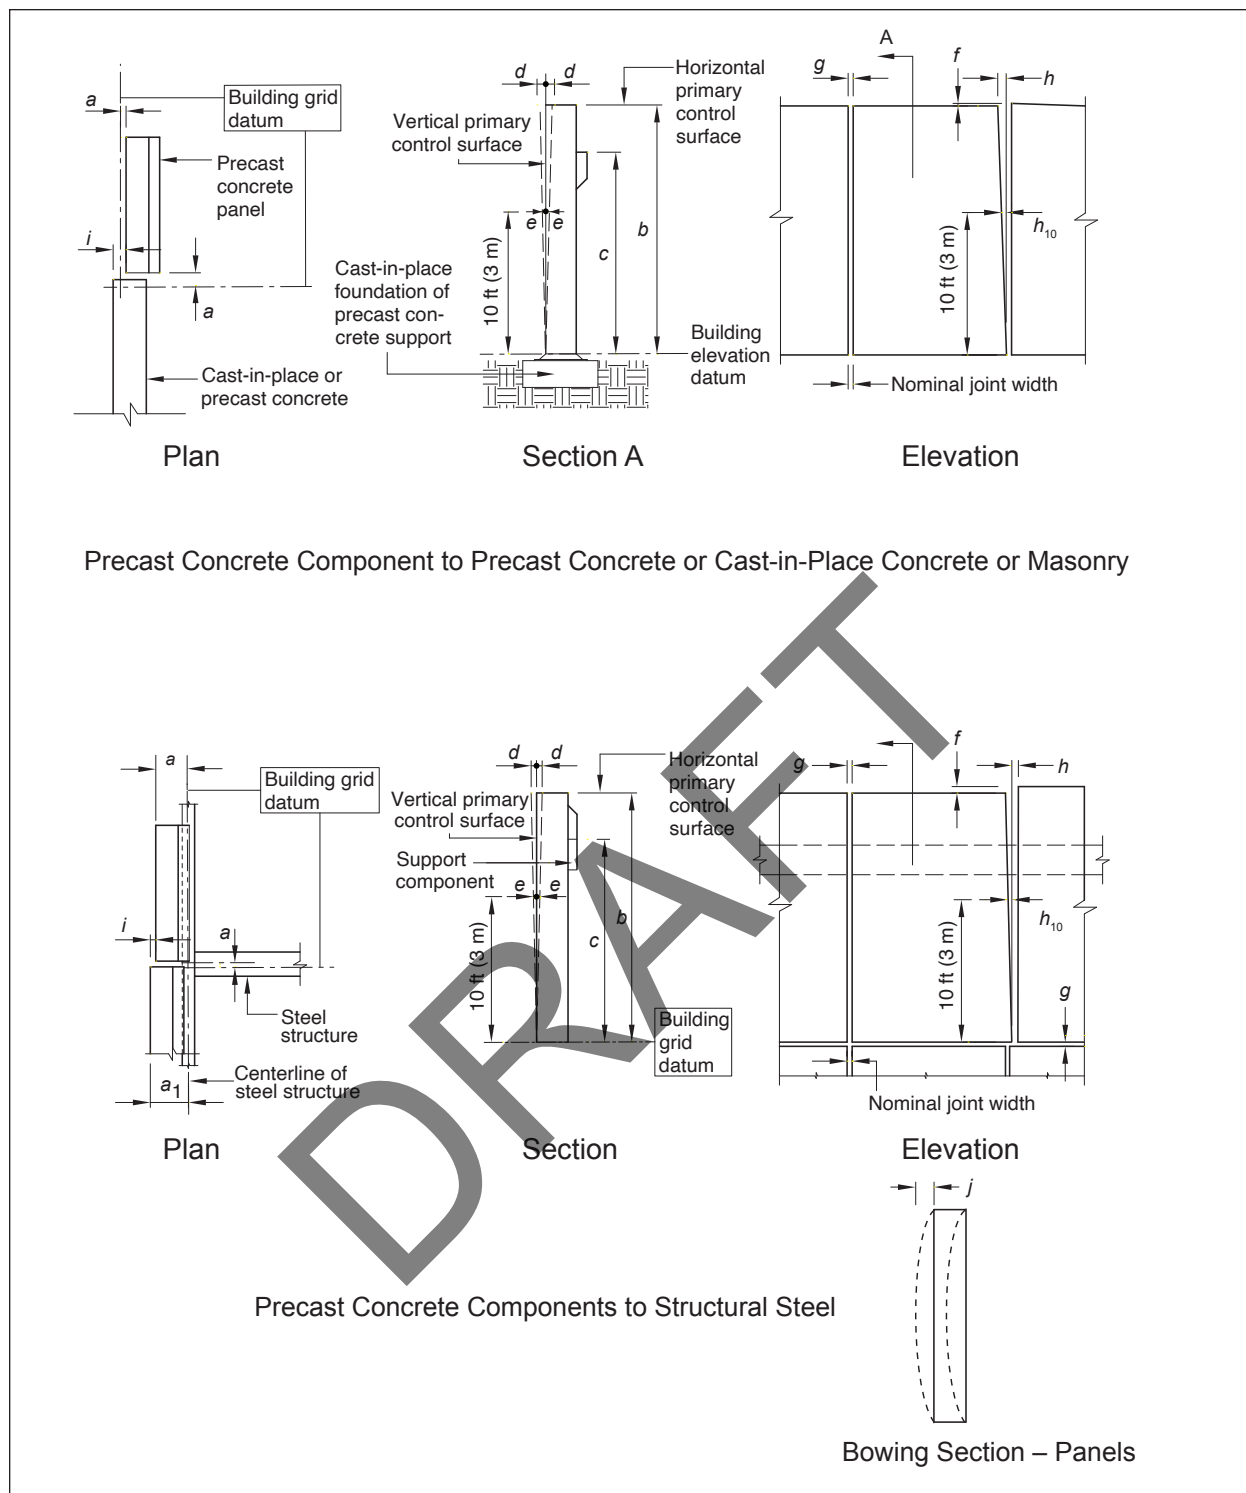 a
Building grid
datum
Precast
concrete
panel
i
a
Cast-in-place or
precast concrete
Plan
d
d
Horizontal
primary
control
surface
Vertical primary
control surface
e
e
b
c
10 ft (3 m)
Cast-in-place
foundation of
precast con-
crete support
Building
elevation
datum
Section A
g
A
f
h
h10
10 ft (3 m)
Nominal joint width
Elevation
Precast Concrete Component to Precast Concrete or Cast-in-Place Concrete or Masonry
a
Building grid
datum
i
a
Steel
structure
a1
Centerline of
steel structure
Plan
d
d
Horizontal
primary
control
surface
Vertical primary
control surface
Support
component
e
e
b
c
10 ft (3 m)
Building
grid
datum
Section
g
f
h
h10
10 ft (3 m)
g
Nominal joint width
Elevation
j
Precast Concrete Components to Structural Steel
Bowing Section – Panels
DRAFT